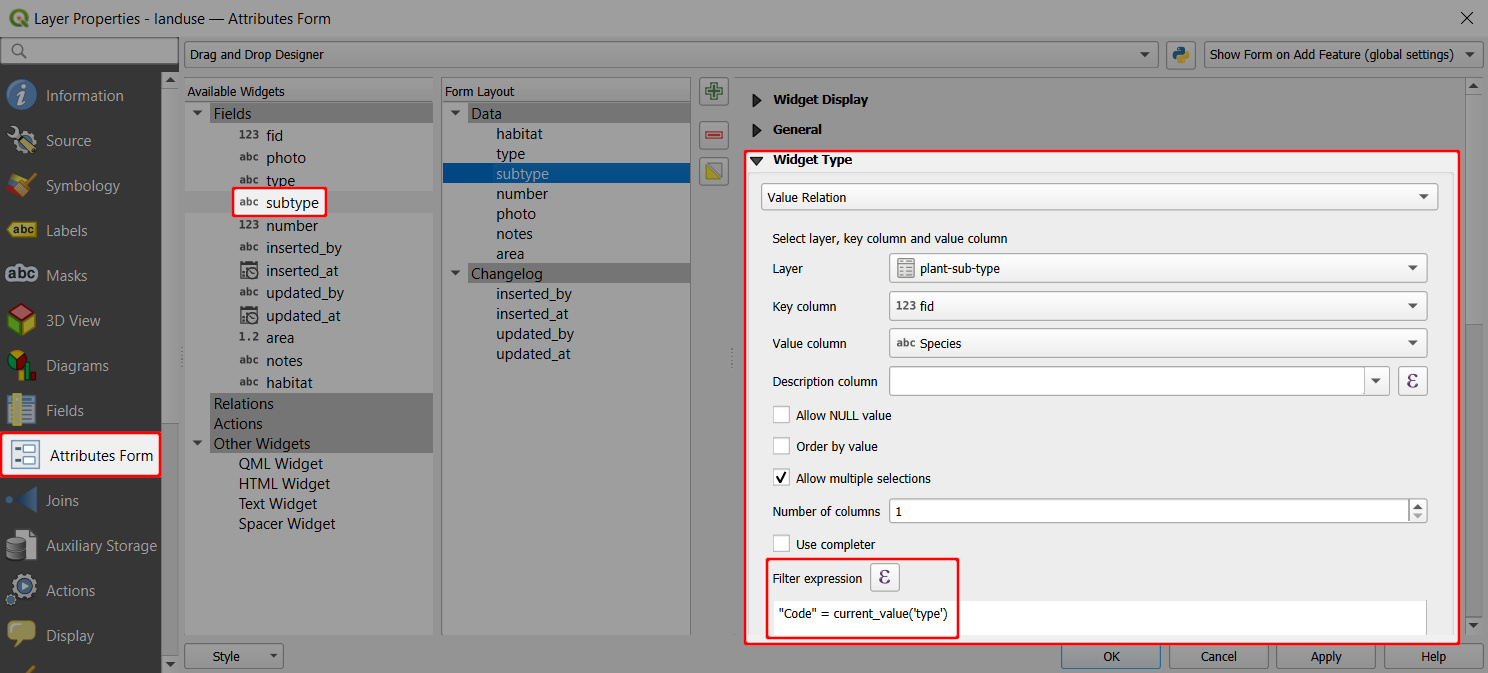 Layer Properties - landuse — Attributes Form
Drag and Drop Designer
Show Form on Add Feature (global settings)
Information
Source
Symbology
abc Labels
abc Masks
3D View
Diagrams
Fields
Attributes Form
Joins
Auxiliary Storage
Actions
Display
Available Widgets
Fields
123 fid
abc photo
abc type
abc subtype
123 number
abc inserted_by
inserted_at
abc updated_by
updated_at
1.2 area
abc notes
abc habitat
Relations
Actions
Other Widgets
QML Widget
HTML Widget
Text Widget
Spacer Widget
Form Layout
Data
habitat
type
subtype
number
photo
notes
area
Changelog
inserted_by
inserted_at
updated_by
updated_at
Widget Display
General
Widget Type
Value Relation
Select layer, key column and value column
Layer plant-sub-type
Key column 123 fid
Value column abc Species
Description column ε
Allow NULL value
Order by value
Allow multiple selections
Number of columns 1
Use completer
Filter expression ε
"Code" = current_value('type')
Style
OK Cancel Apply Help